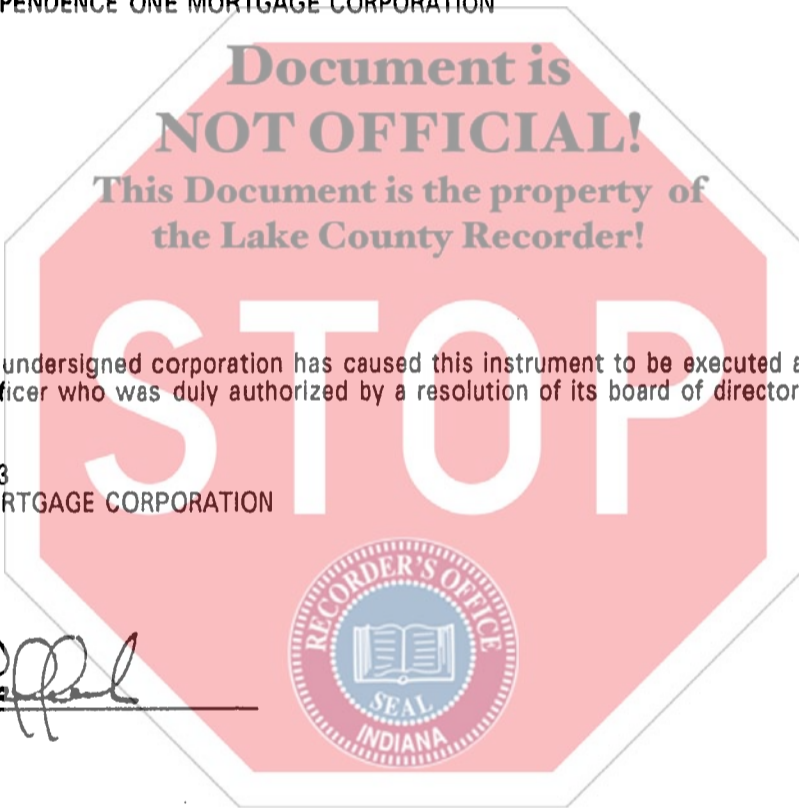 PENDENCE ONE MORTGAGE CORPORATION
Document is
NOT OFFICIAL!
This Document is the property of
the Lake County Recorder!
STOP
undersigned corporation has caused this instrument to be executed a
ficer who was duly authorized by a resolution of its board of director
3
RTGAGE CORPORATION
RECORDER'S OFFICE
SEAL
INDIANA